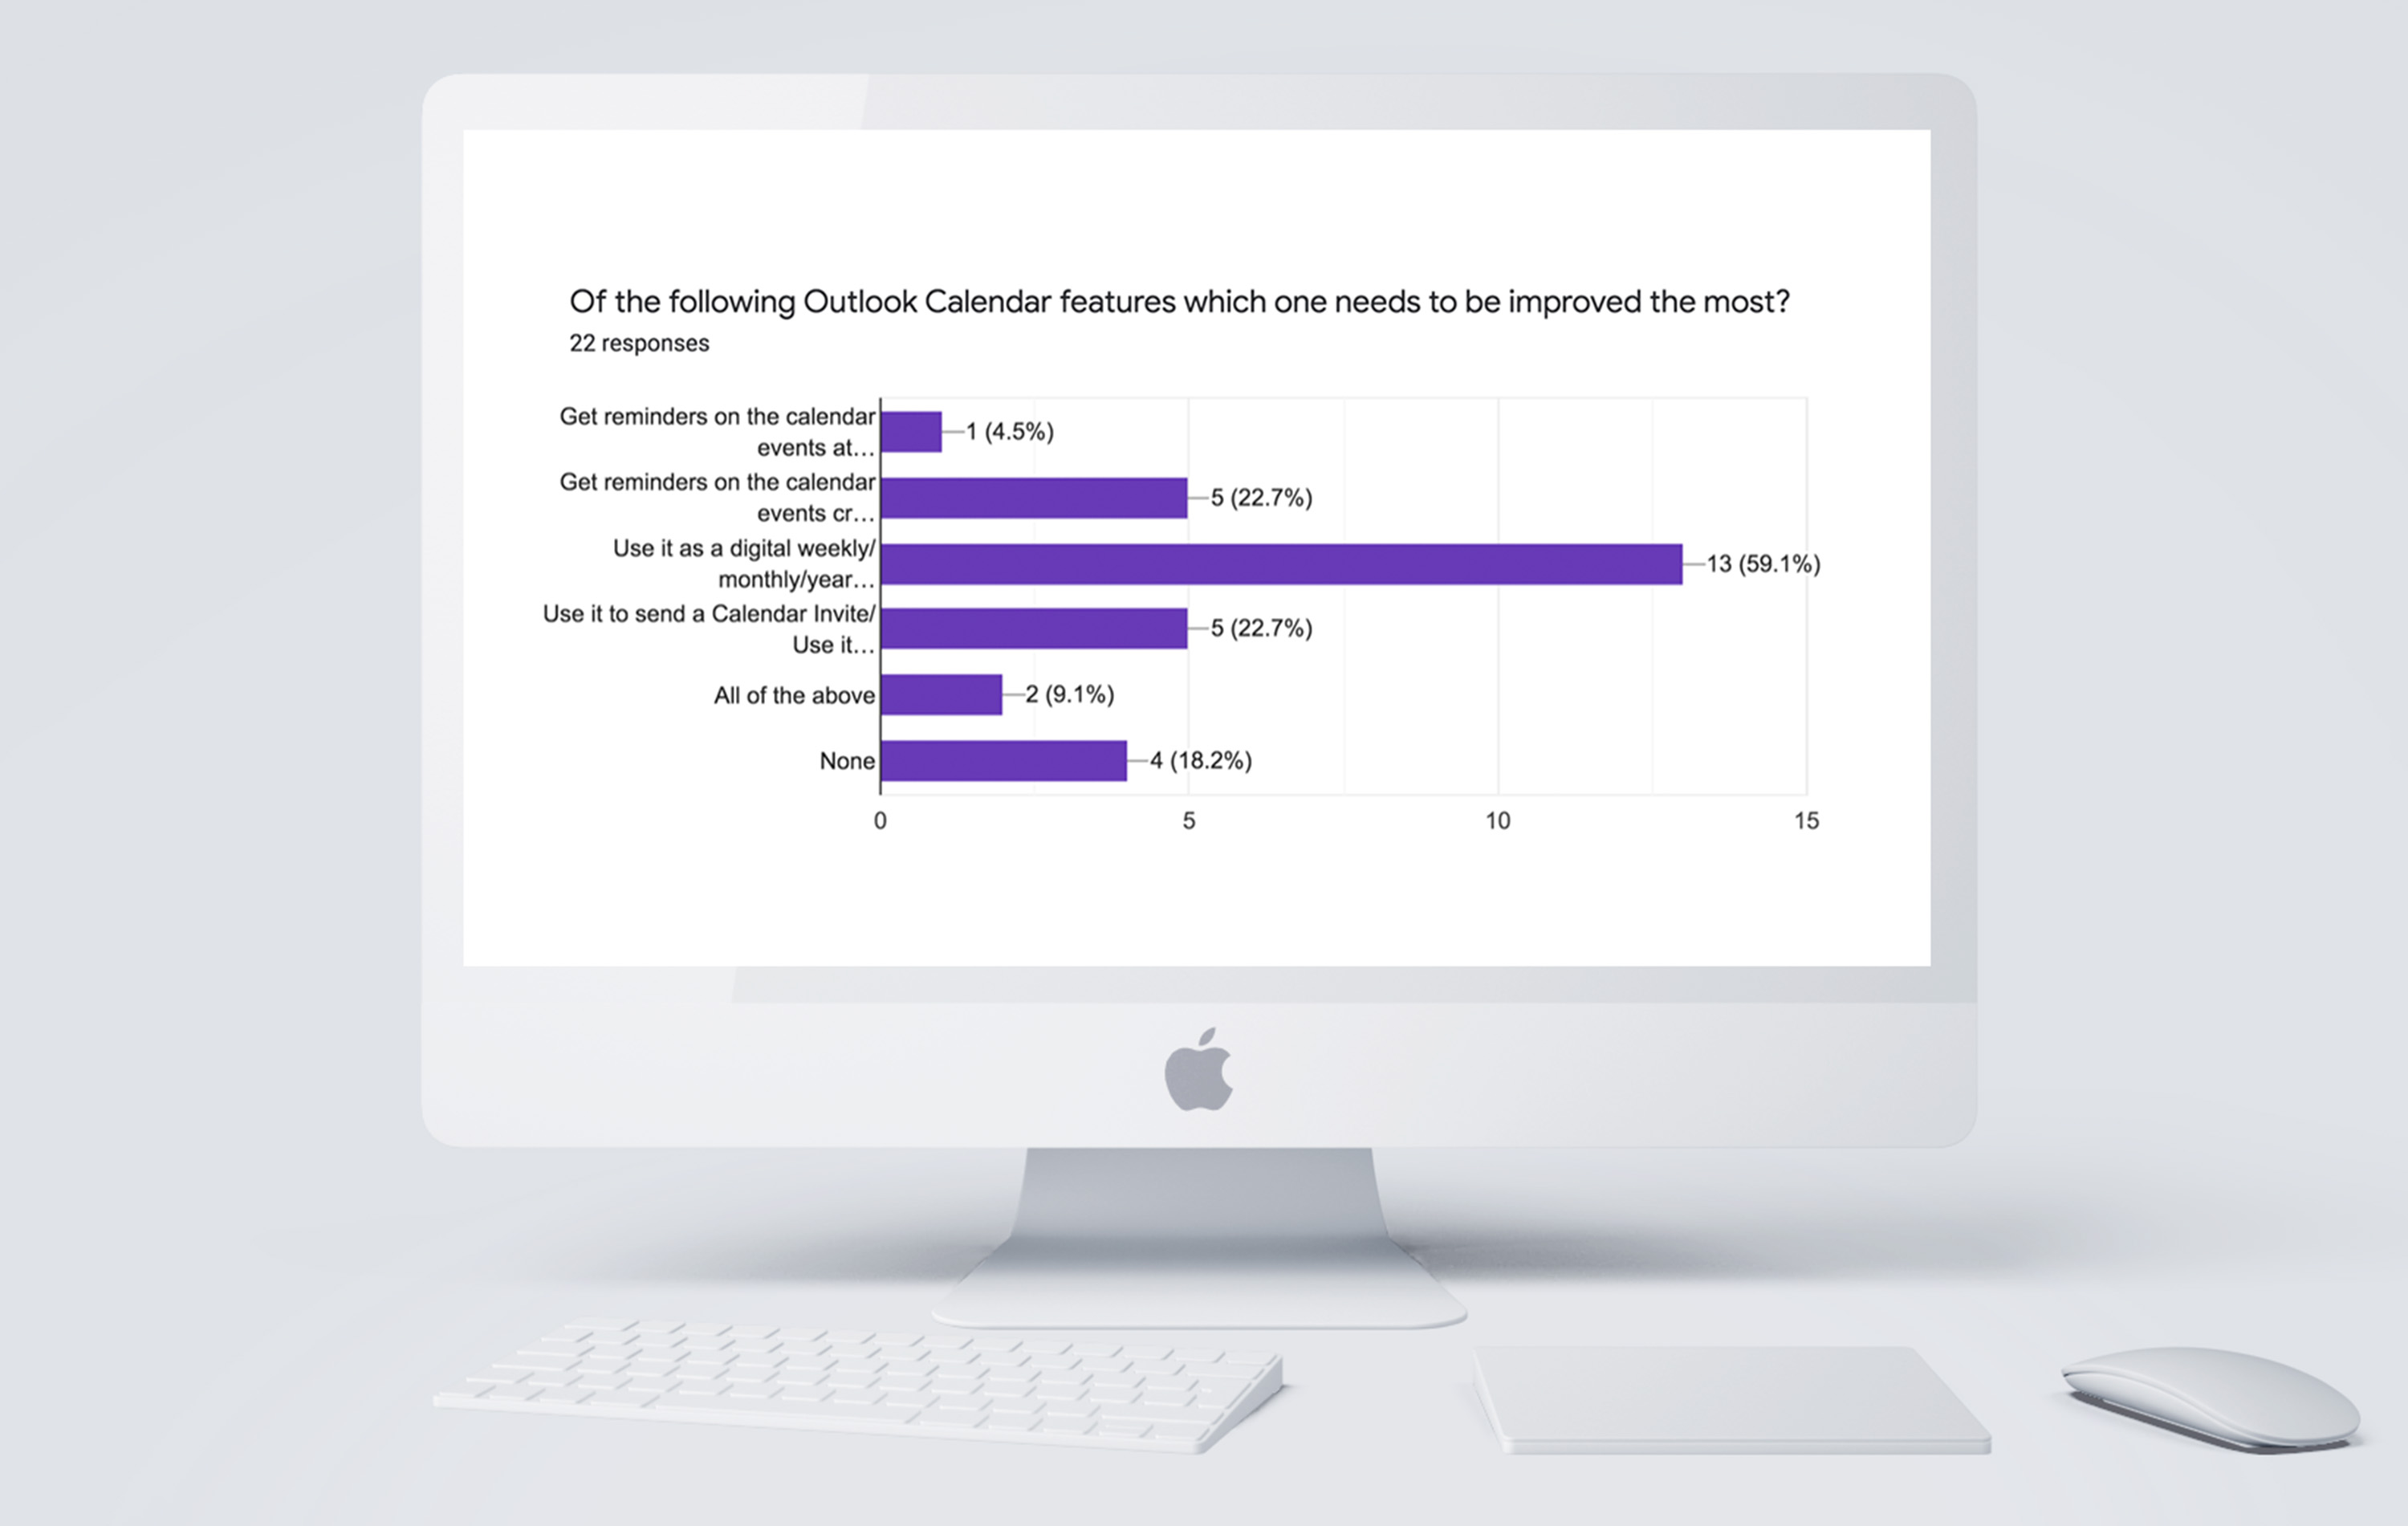 Of the following Outlook Calendar features which one needs to be improved the most?
22 responses
Get reminders on the calendar
events at…
1 (4.5%)
Get reminders on the calendar
events cr…
5 (22.7%)
Use it as a digital weekly/
monthly/year…
13 (59.1%)
Use it to send a Calendar Invite/
Use it…
5 (22.7%)
All of the above
2 (9.1%)
None
4 (18.2%)
0 5 10 15